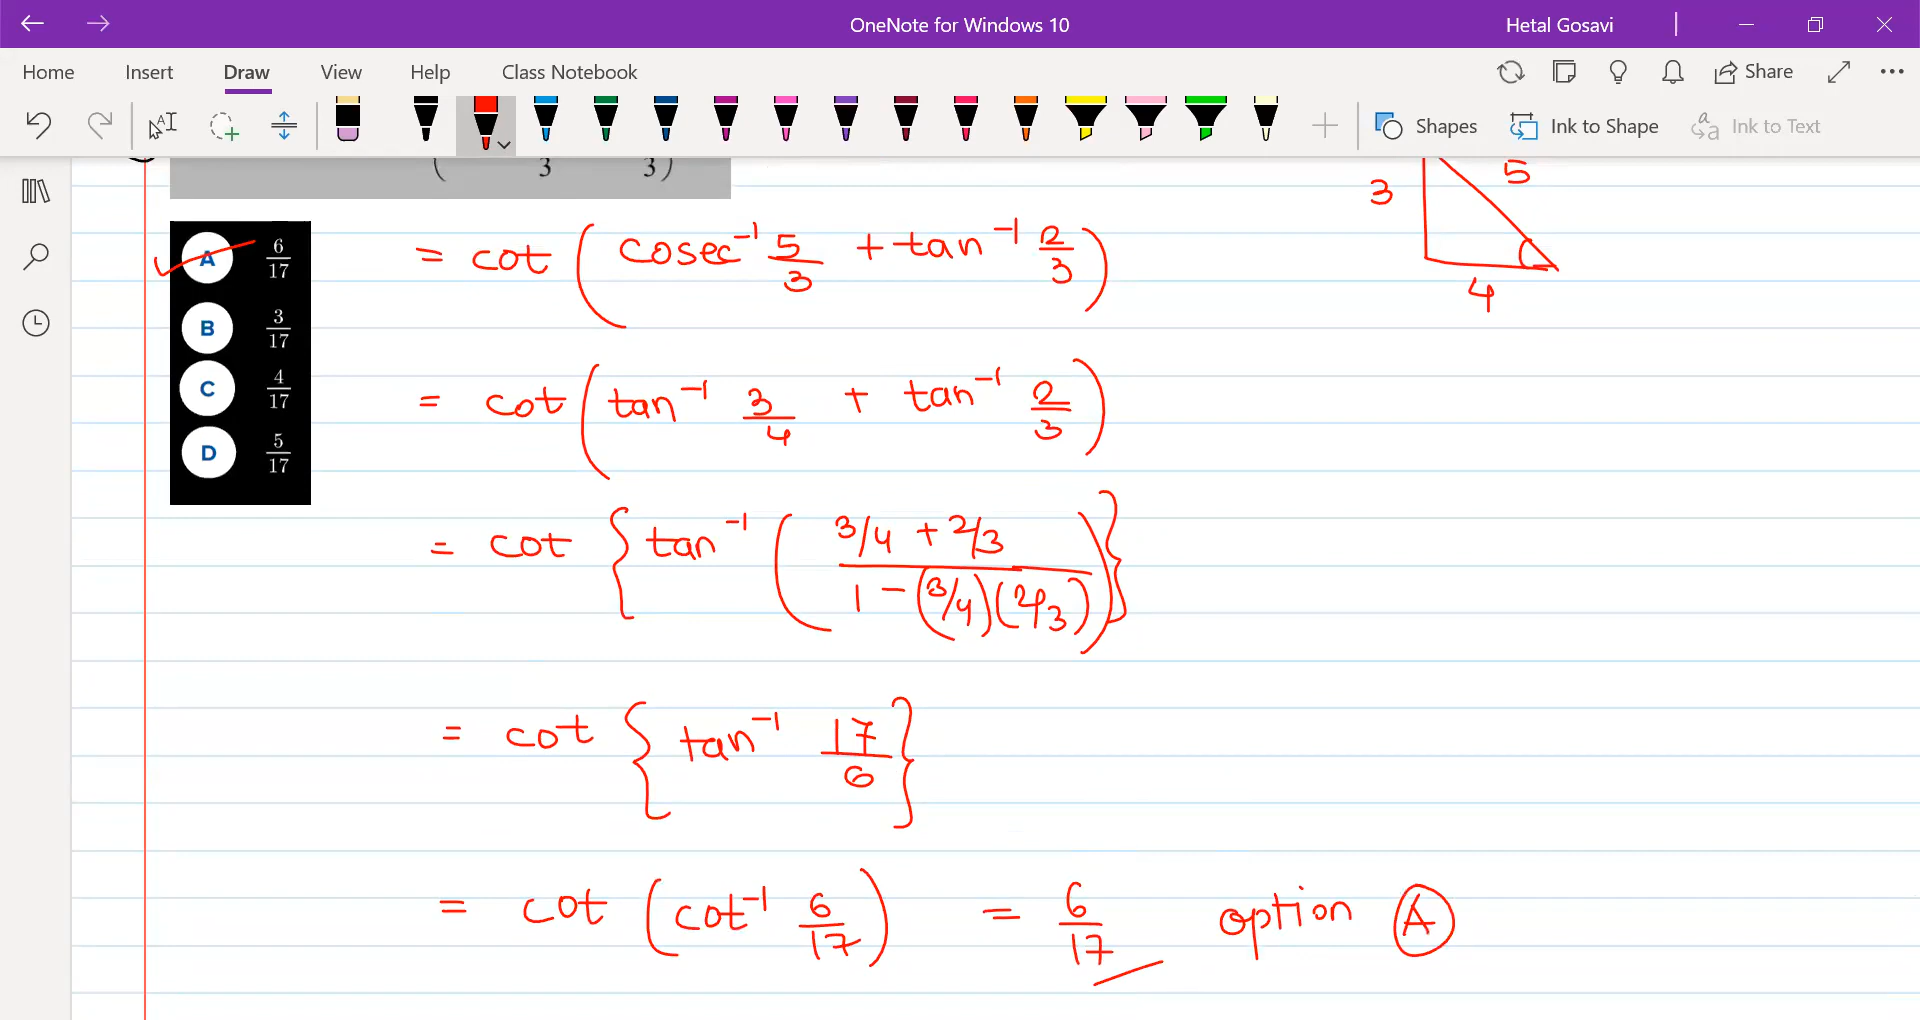 OneNote for Windows 10 Hetal Gosavi
Home Insert Draw View Help Class Notebook Share
Shapes Ink to Shape Ink to Text
( 3 3 )
3 5
4
A 6/17
B 3/17
C 4/17
D 5/17
= cot ( cosec⁻¹ 5/3 + tan⁻¹ 2/3 )
= cot ( tan⁻¹ 3/4 + tan⁻¹ 2/3 )
= cot { tan⁻¹ ( (3/4 + 2/3) / (1 - (3/4)(2/3)) ) }
= cot { tan⁻¹ 17/6 }
= cot ( cot⁻¹ 6/17 ) = 6/17 option A